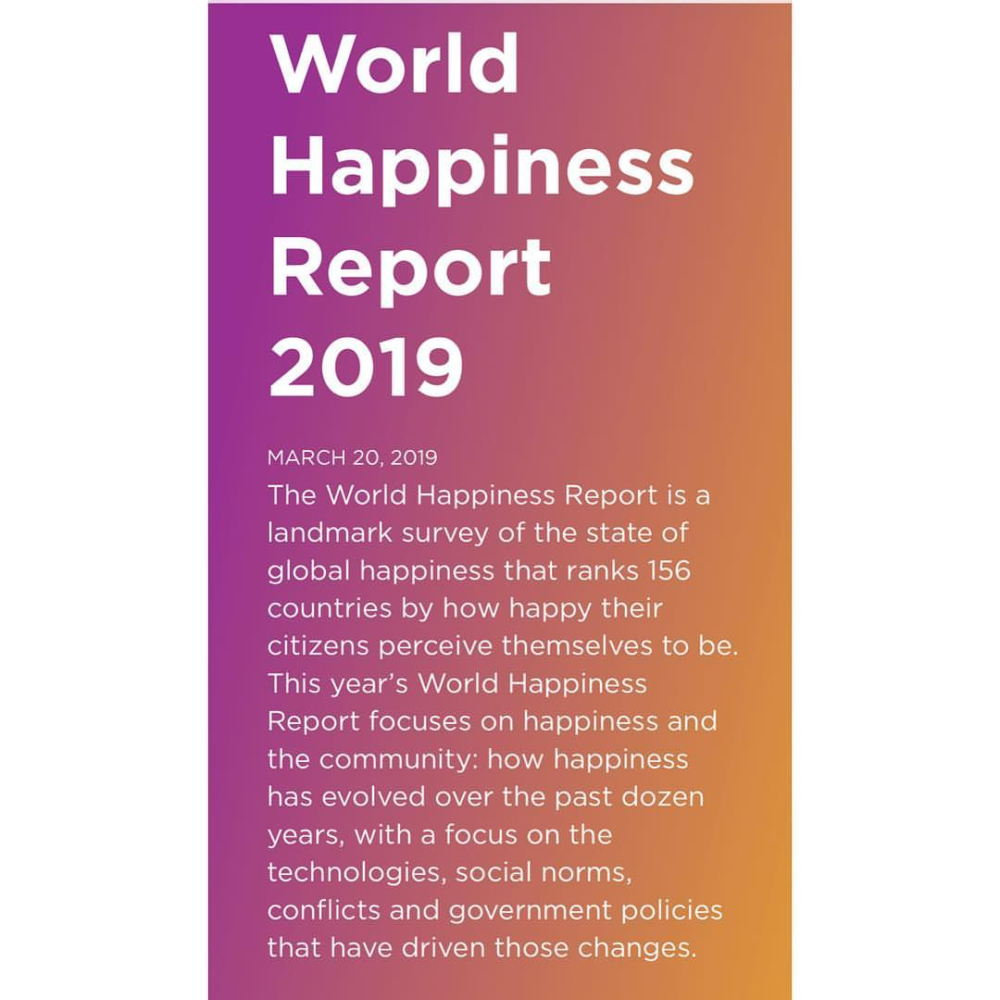 World
Happiness
Report
2019
MARCH 20, 2019
The World Happiness Report is a
landmark survey of the state of
global happiness that ranks 156
countries by how happy their
citizens perceive themselves to be.
This year’s World Happiness
Report focuses on happiness and
the community: how happiness
has evolved over the past dozen
years, with a focus on the
technologies, social norms,
conflicts and government policies
that have driven those changes.